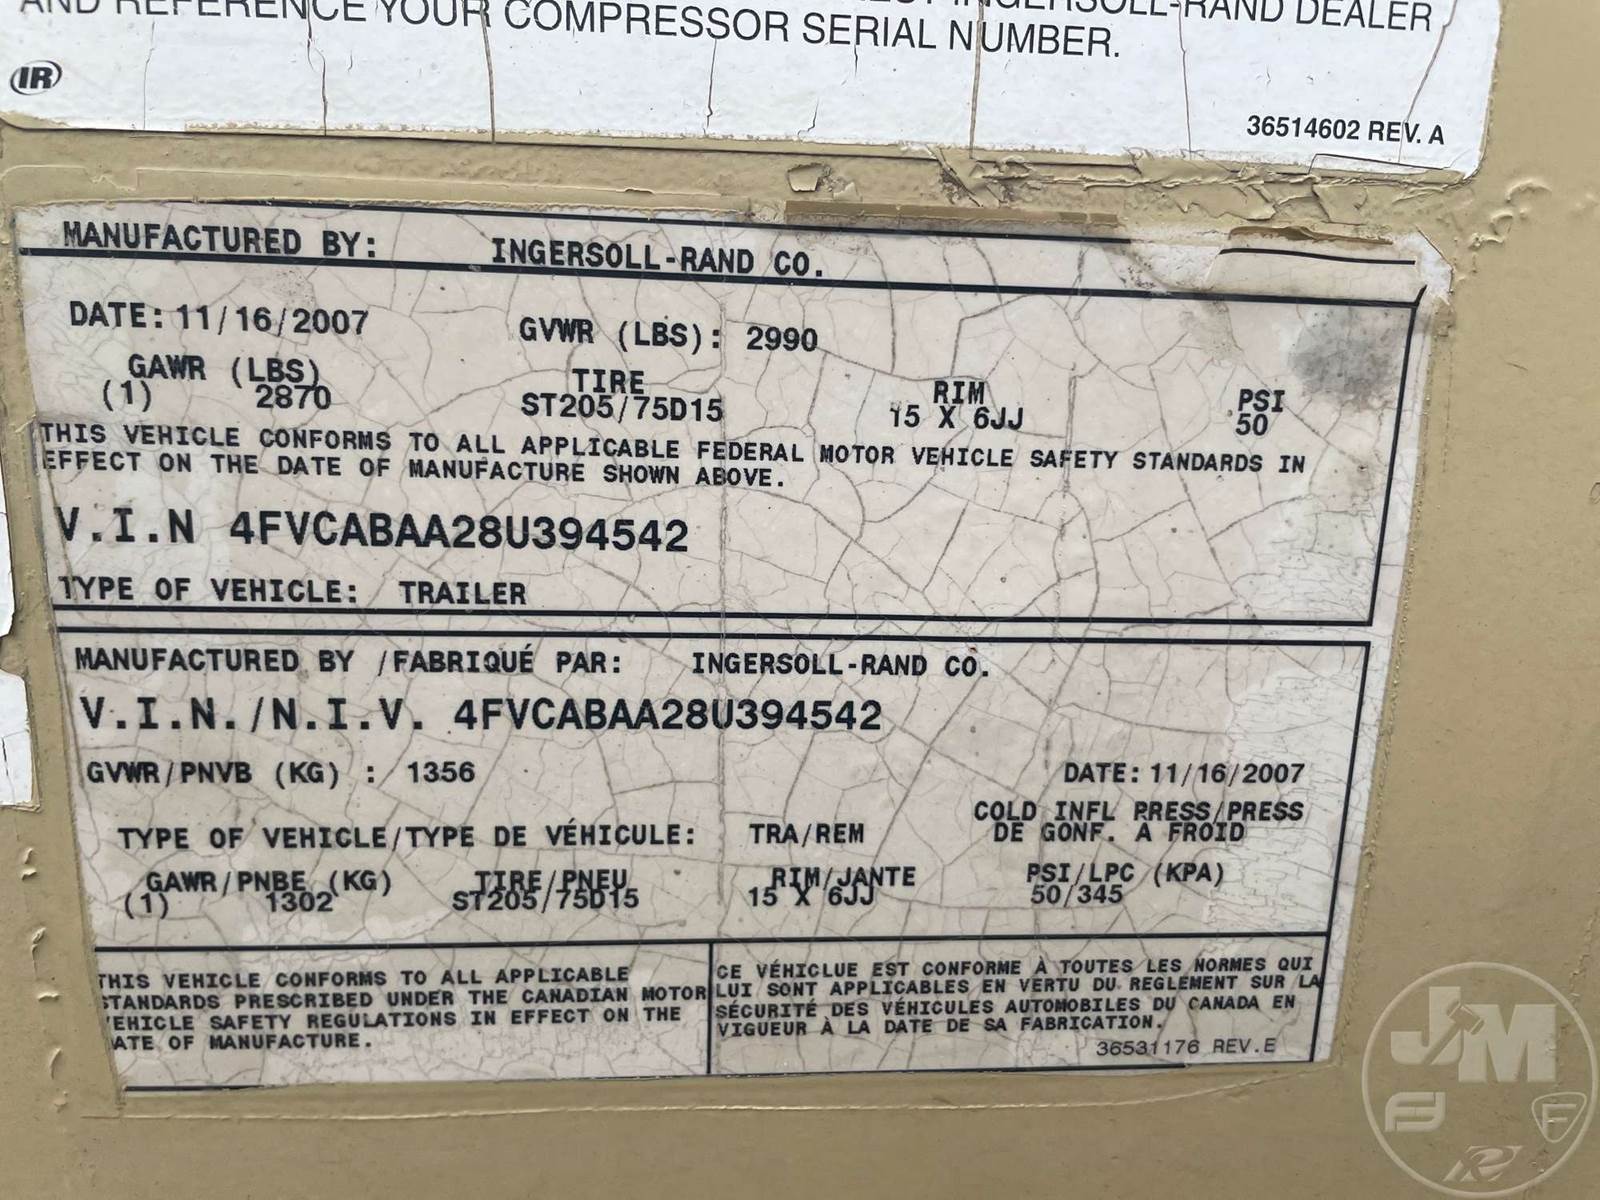 AND REFERENCE YOUR COMPRESSOR SERIAL NUMBER.
INGERSOLL-RAND DEALER
IR
36514602 REV. A
MANUFACTURED BY: INGERSOLL-RAND CO.
DATE: 11/16/2007 GVWR (LBS): 2990
GAWR (LBS) TIRE RIM PSI
(1) 2870 ST205/75D15 15 X 6JJ 50
THIS VEHICLE CONFORMS TO ALL APPLICABLE FEDERAL MOTOR VEHICLE SAFETY STANDARDS IN
EFFECT ON THE DATE OF MANUFACTURE SHOWN ABOVE.
V.I.N 4FVCABAA28U394542
TYPE OF VEHICLE: TRAILER
MANUFACTURED BY /FABRIQUÉ PAR: INGERSOLL-RAND CO.
V.I.N./N.I.V. 4FVCABAA28U394542
GVWR/PNVB (KG) : 1356 DATE: 11/16/2007
COLD INFL PRESS/PRESS
TYPE OF VEHICLE/TYPE DE VÉHICULE: TRA/REM DE GONF. A FROID
GAWR/PNBE (KG) TIRE/PNEU RIM/JANTE PSI/LPC (KPA)
(1) 1302 ST205/75D15 15 X 6JJ 50/345
THIS VEHICLE CONFORMS TO ALL APPLICABLE
STANDARDS PRESCRIBED UNDER THE CANADIAN MOTOR
VEHICLE SAFETY REGULATIONS IN EFFECT ON THE
DATE OF MANUFACTURE.
CE VÉHICLUE EST CONFORME À TOUTES LES NORMES QUI
LUI SONT APPLICABLES EN VERTU DU REGLEMENT SUR LA
SÉCURITÉ DES VÉHICULES AUTOMOBILES DU CANADA EN
VIGUEUR À LA DATE DE SA FABRICATION.
36531176 REV.E
JM